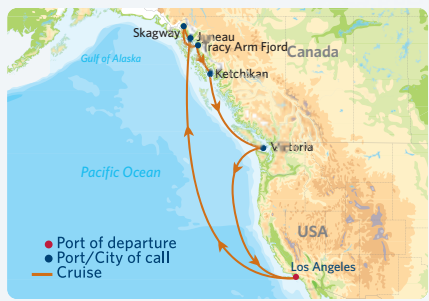 Skagway
Juneau
Tracy Arm Fjord
Canada
Gulf of Alaska
Ketchikan
Victoria
Pacific Ocean
USA
Port of departure
Port/City of call
Cruise
Los Angeles